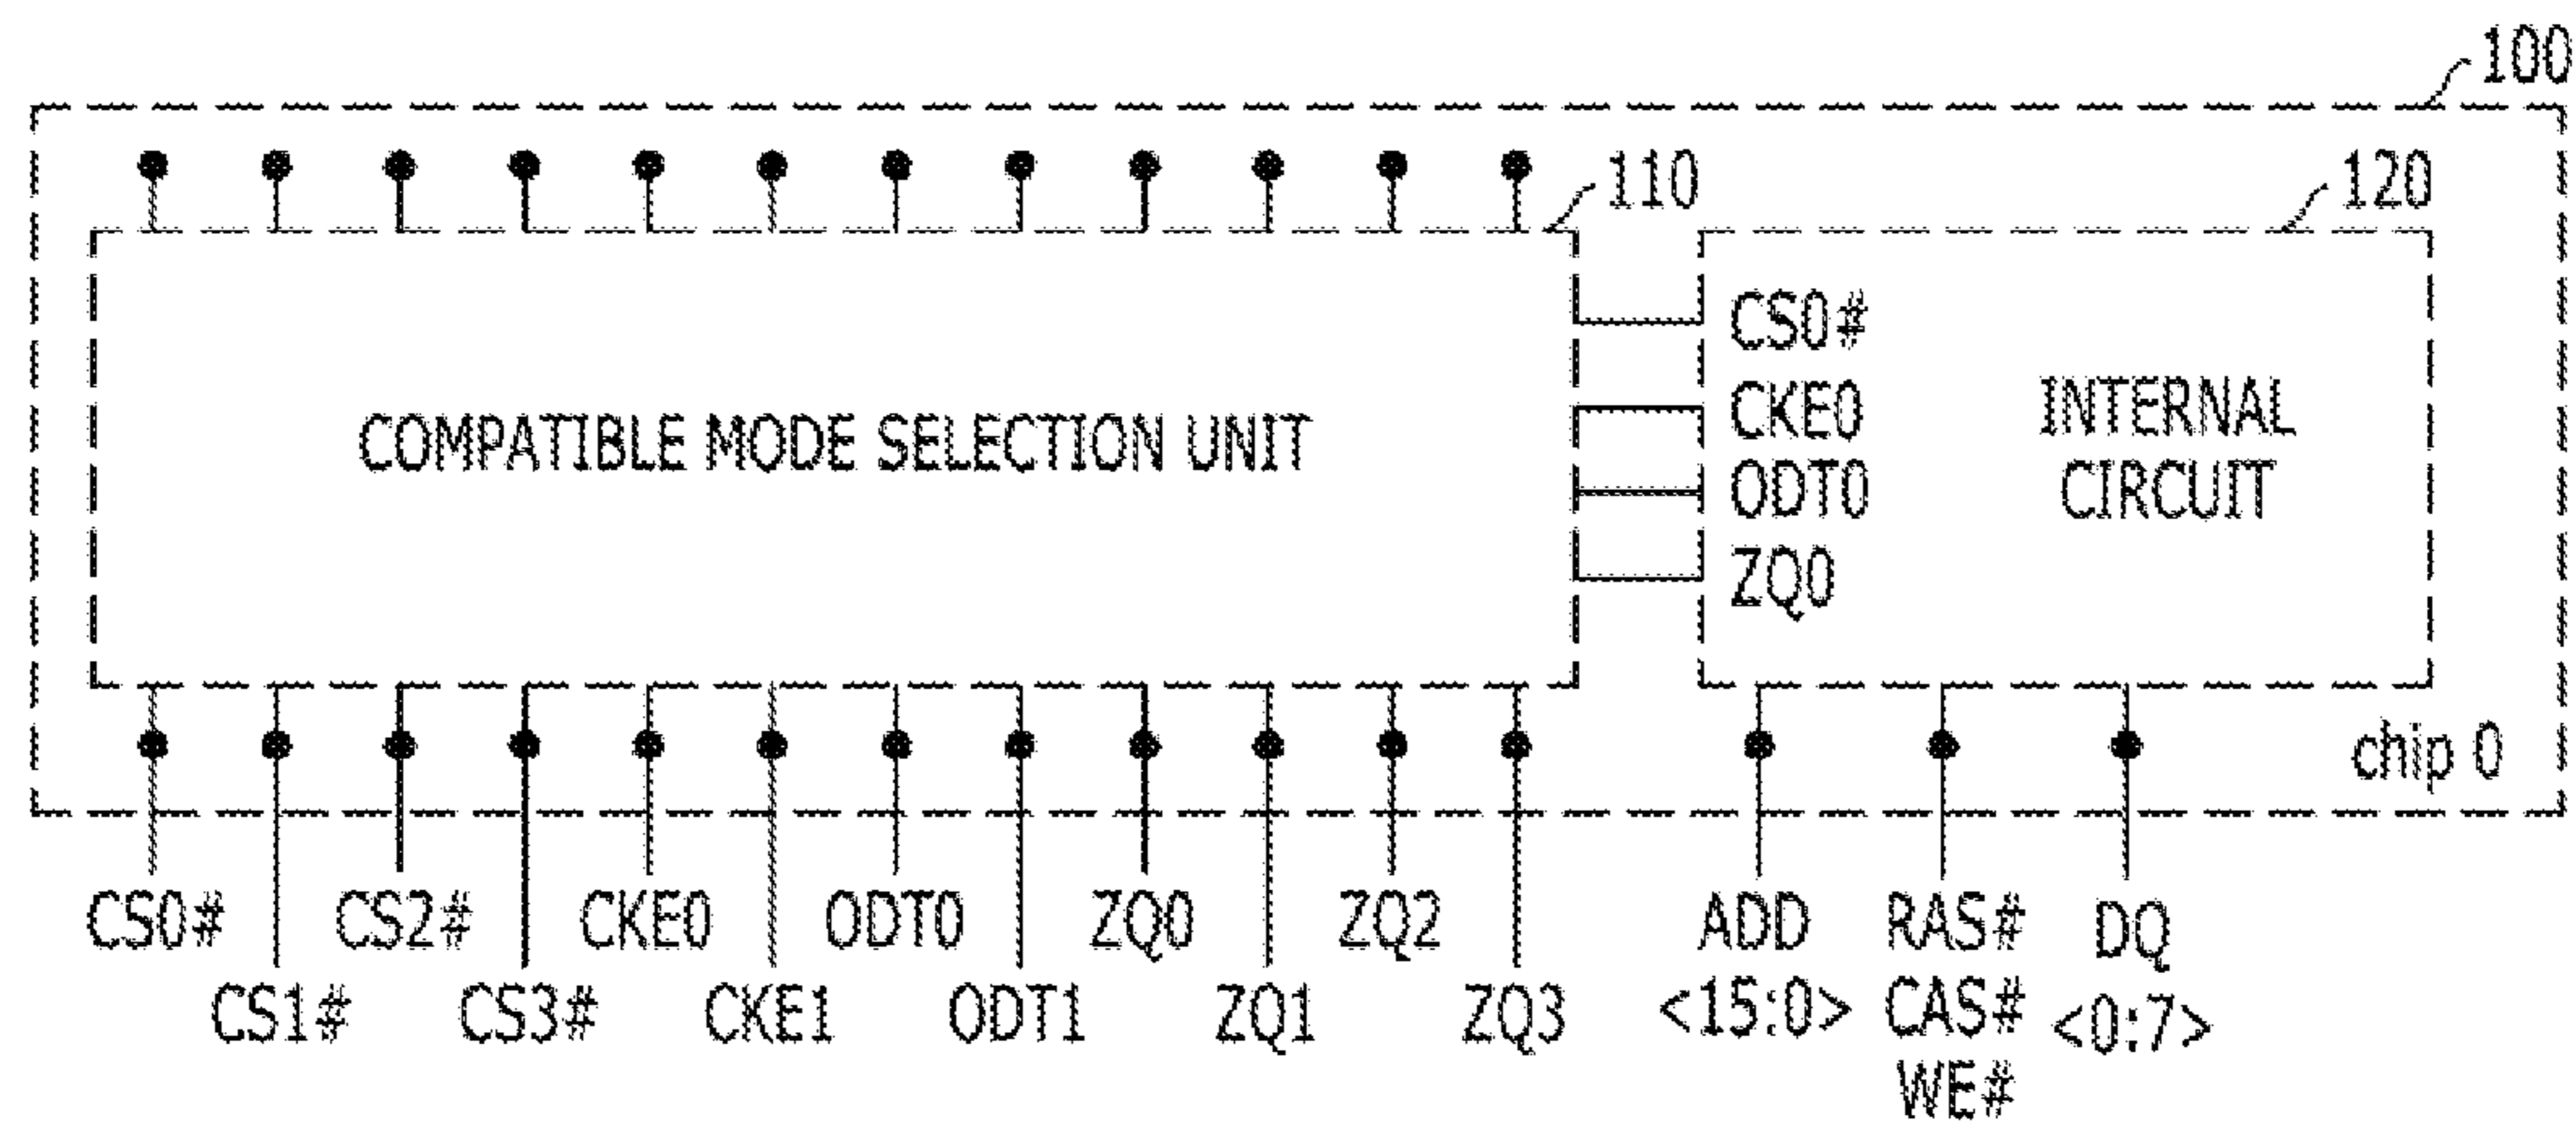 100
110
120
CS0#
CKE0
ODT0
ZQ0
COMPATIBLE MODE SELECTION UNIT
INTERNAL
CIRCUIT
chip 0
CS0#
CS2#
CKE0
ODT0
ZQ0
ZQ2
CS1#
CS3#
CKE1
ODT1
ZQ1
ZQ3
ADD
<15:0>
RAS#
CAS#
WE#
DQ
<0:7>